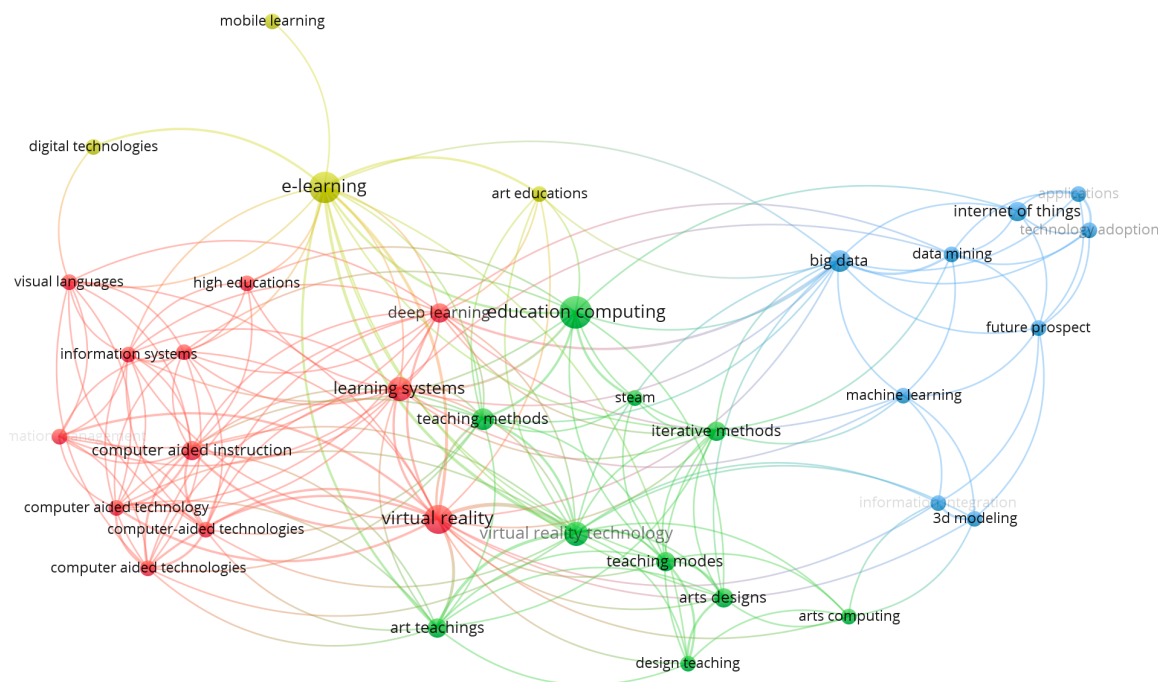 mobile learning
digital technologies
e-learning
art educations
applications
internet of things
technology adoption
big data
data mining
visual languages
high educations
deep learning
education computing
future prospect
information systems
learning systems
steam
machine learning
teaching methods
iterative methods
management
computer aided instruction
information integration
3d modeling
computer aided technology
virtual reality
computer-aided technologies
virtual reality technology
teaching modes
computer aided technologies
arts designs
arts computing
art teachings
design teaching